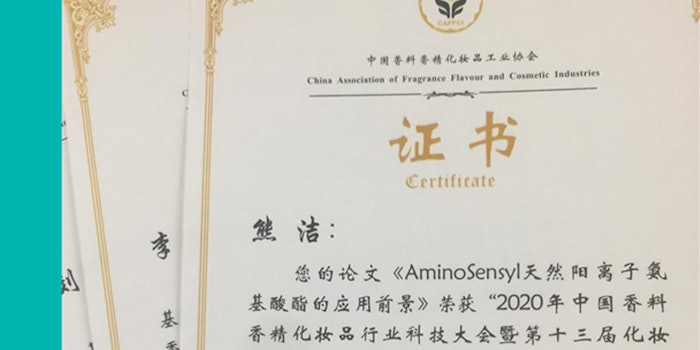 CAFFCI
中国香料香精化妆品工业协会
China Association of Fragrance Flavour and Cosmetic Industries
证书
Certificate
熊洁：
您的论文《AminoSensyl天然阳离子氨
基酸酯的应用前景》荣获“2020年中国香料
香精化妆品行业科技大会暨第十三届化妆
李
刘
基